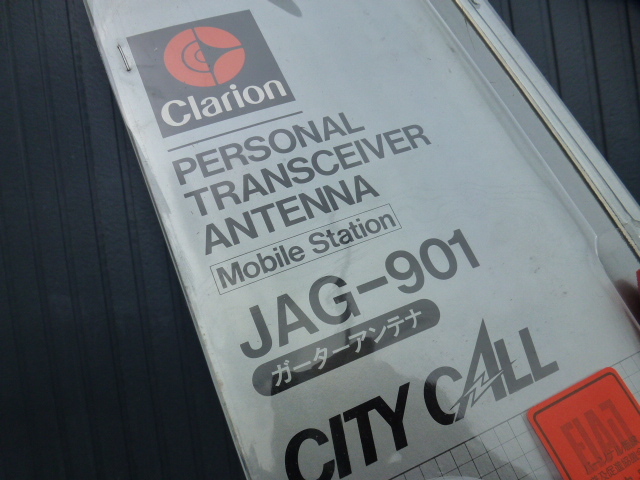 Clarion
PERSONAL
TRANSCEIVER
ANTENNA
Mobile Station
JAG-901
ガーターアンテナ
CITY CALL